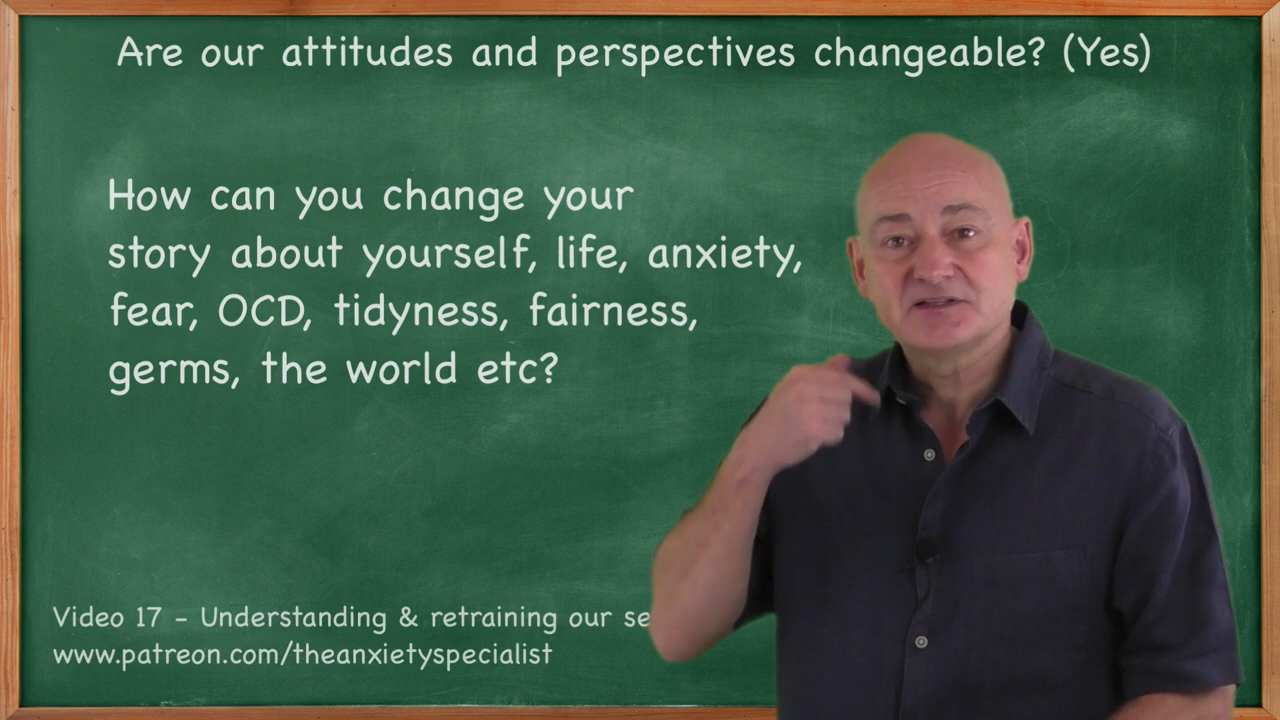 Are our attitudes and perspectives changeable? (Yes)
How can you change your
story about yourself, life, anxiety,
fear, OCD, tidyness, fairness,
germs, the world etc?
Video 17 – Understanding & retraining our
www.patreon.com/theanxietyspecialist